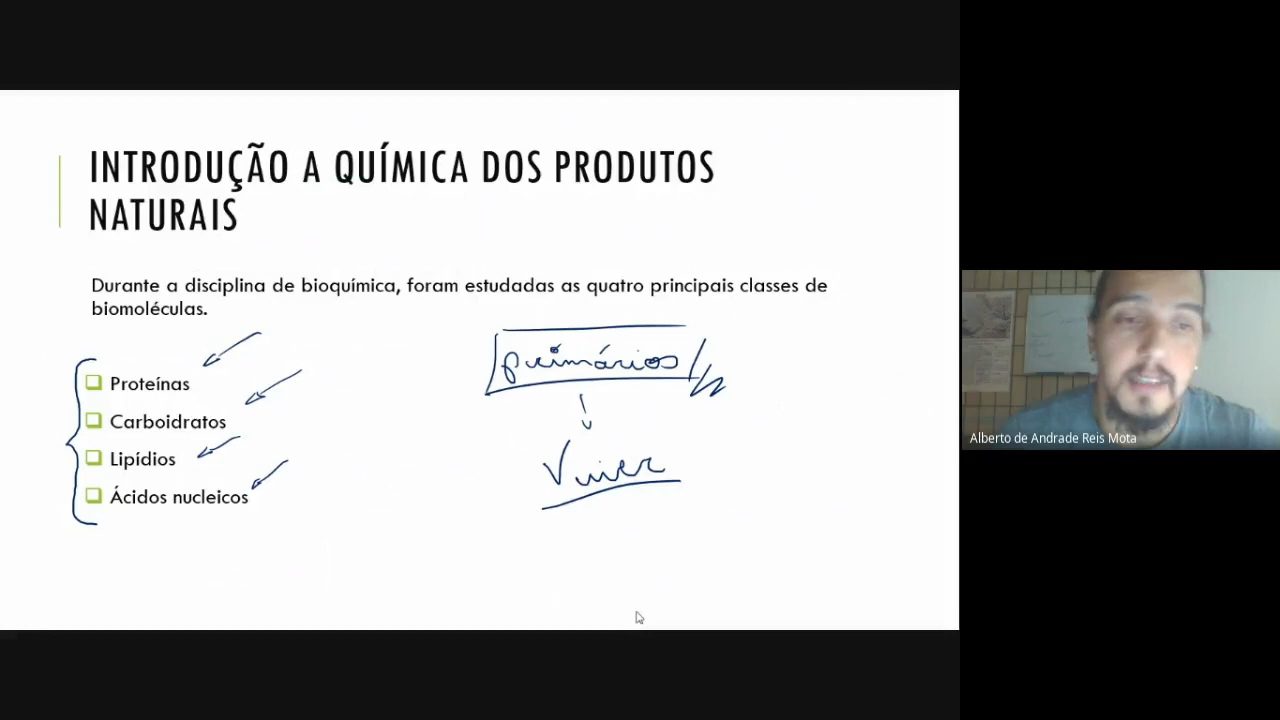 INTRODUÇÃO A QUÍMICA DOS PRODUTOS
NATURAIS
Durante a disciplina de bioquímica, foram estudadas as quatro principais classes de
biomoléculas.
Proteínas
Carboidratos
Lipídios
Ácidos nucleicos
primários
Viver
Alberto de Andrade Reis Mota